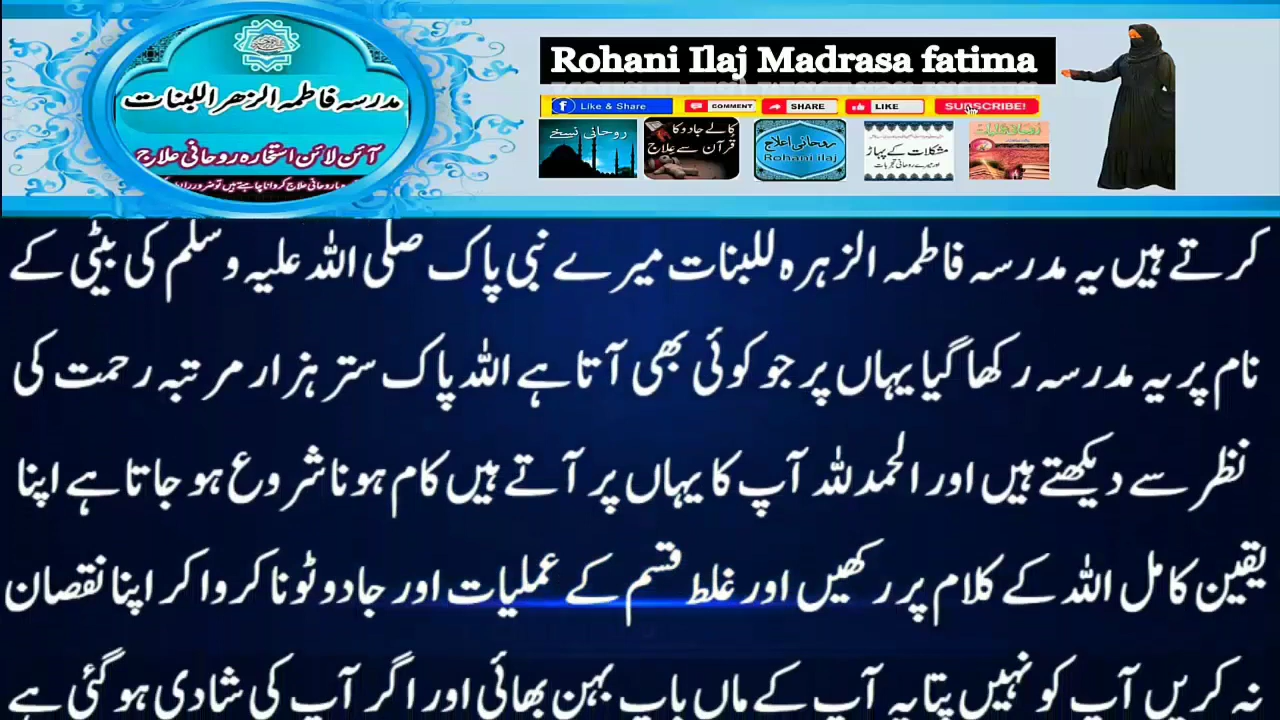 مدرسہ فاطمہ الزھرا للبنات
آئن لائن استخارہ روحانی علاج
Rohani Ilaj Madrasa fatima
Like & Share
COMMENT
SHARE
LIKE
SUBSCRIBE!
روحانی نسخے
کالے جادو کا
قرآن سے علاج
روحانی علاج
Rohani ilaj
مشکلات کے پہاڑ
اور میرے روحانی تجربات
کرتے ہیں یہ مدرسہ فاطمہ الزہرہ للبنات میرے نبی پاک صلی اللہ علیہ وسلم کی بیٹی کے
نام پر یہ مدرسہ رکھا گیا یہاں پر جو کوئی بھی آتا ہے اللہ پاک ستر ہزار مرتبہ رحمت کی
نظر سے دیکھتے ہیں اور الحمدللہ آپ کا یہاں پر آتے ہیں کام ہونا شروع ہو جاتا ہے اپنا
یقین کامل اللہ کے کلام پر رکھیں اور غلط قسم کے عملیات اور جادو ٹونا کروا کر اپنا نقصان
نہ کریں آپ کو نہیں پتا یہ آپ کے ماں باپ بہن بھائی اور اگر آپ کی شادی ہو گئی ہے